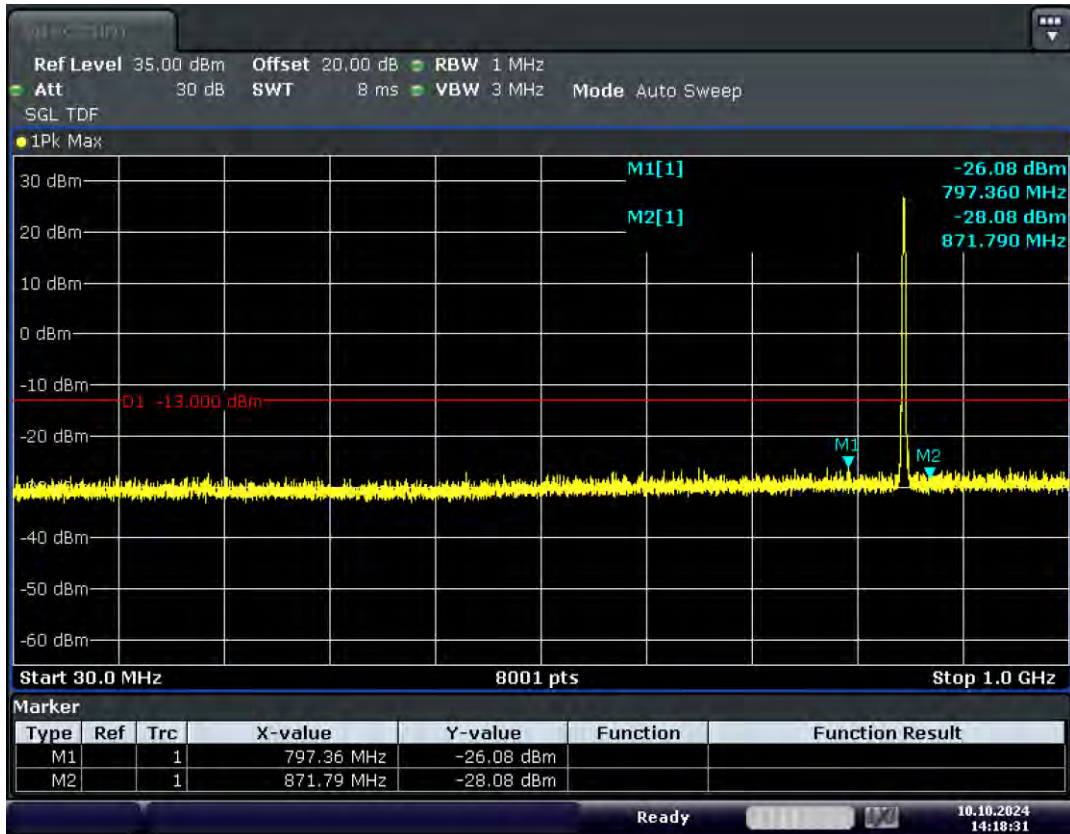 Spectrum
Ref Level 35.00 dBm Offset 20.00 dB RBW 1 MHz
Att 30 dB SWT 8 ms VBW 3 MHz Mode Auto Sweep
SGL TDF
1Pk Max
M1[1] -26.08 dBm
797.360 MHz
M2[1] -28.08 dBm
871.790 MHz
30 dBm
20 dBm
10 dBm
0 dBm
-10 dBm
D1 -13.000 dBm
-20 dBm
M1
M2
-40 dBm
-50 dBm
-60 dBm
Start 30.0 MHz 8001 pts Stop 1.0 GHz
Marker
Type Ref Trc X-value Y-value Function Function Result
M1 1 797.36 MHz -26.08 dBm
M2 1 871.79 MHz -28.08 dBm
Ready 10.10.2024
14:18:31